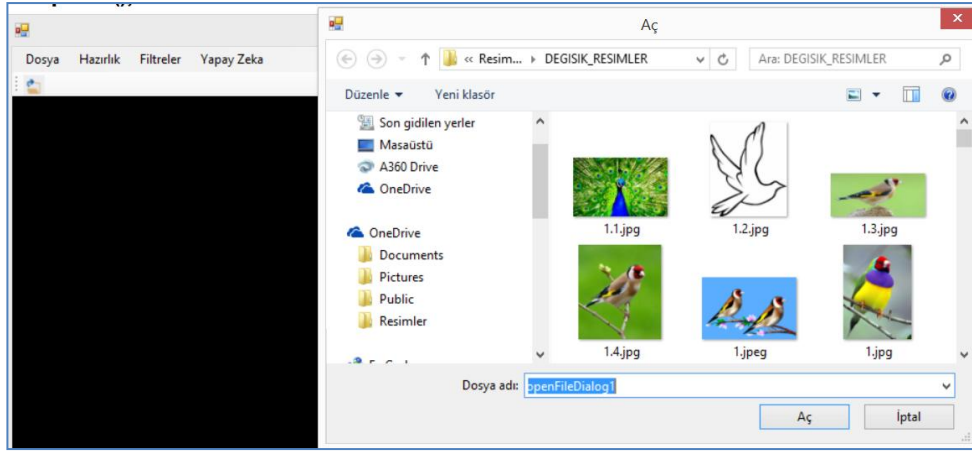 Dosya Hazırlık Filtreler Yapay Zeka
Aç
« Resim... DEGISIK_RESIMLER
Ara: DEGISIK_RESIMLER
Düzenle Yeni klasör
Son gidilen yerler
Masaüstü
A360 Drive
OneDrive
OneDrive
Documents
Pictures
Public
Resimler
1.1.jpg 1.2.jpg 1.3.jpg
1.4.jpg 1.jpeg 1.jpg
Dosya adı: openFileDialog1
Aç İptal